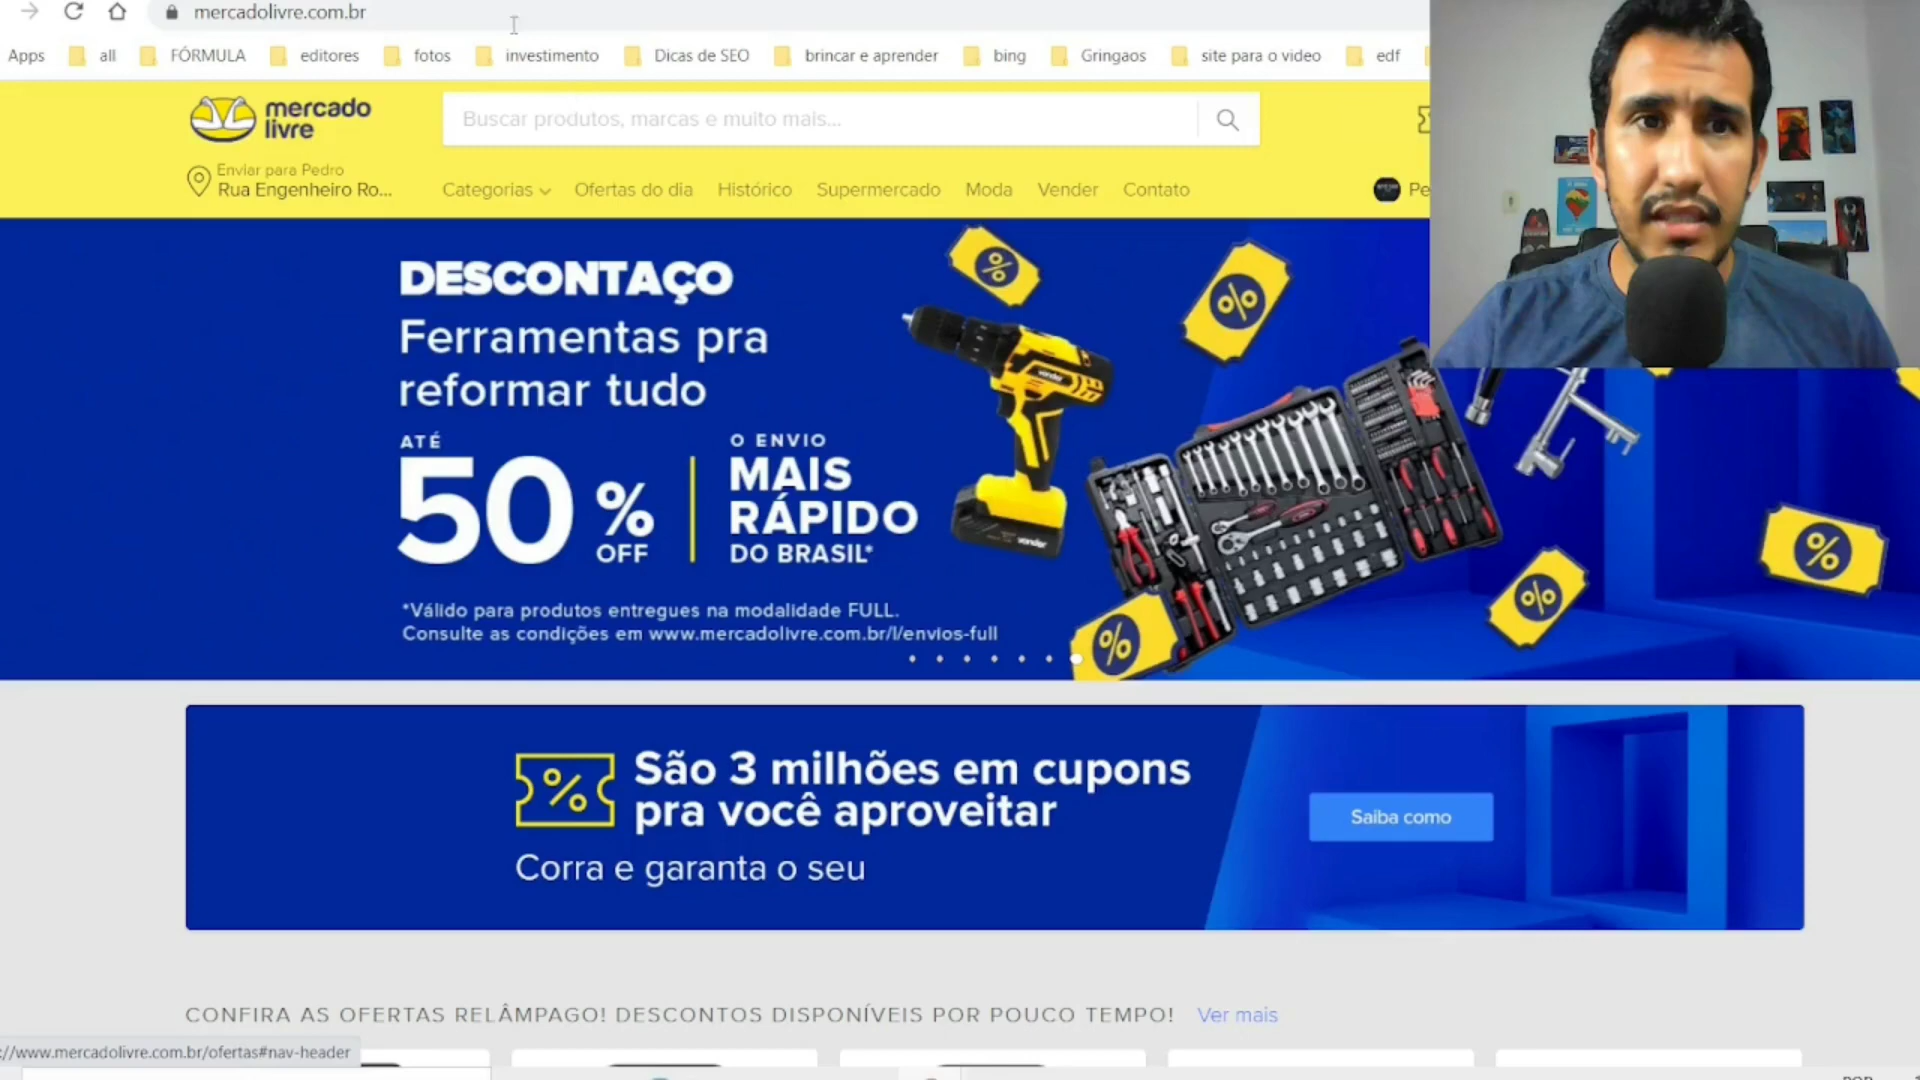 mercadolivre.com.br
Apps all FÓRMULA editores fotos investimento Dicas de SEO brincar e aprender bing Gringaos site para o video edf
mercado
livre
Buscar produtos, marcas e muito mais...
Enviar para Pedro
Rua Engenheiro Ro...
Categorias Ofertas do dia Histórico Supermercado Moda Vender Contato Pe
DESCONTAÇO
Ferramentas pra
reformar tudo
ATÉ
50% OFF
O ENVIO
MAIS
RÁPIDO
DO BRASIL*
*Válido para produtos entregues na modalidade FULL.
Consulte as condições em www.mercadolivre.com.br/l/envios-full
vonder
vonder
São 3 milhões em cupons
pra você aproveitar
Corra e garanta o seu
Saiba como
CONFIRA AS OFERTAS RELÂMPAGO! DESCONTOS DISPONÍVEIS POR POUCO TEMPO! Ver mais
://www.mercadolivre.com.br/ofertas#nav-header